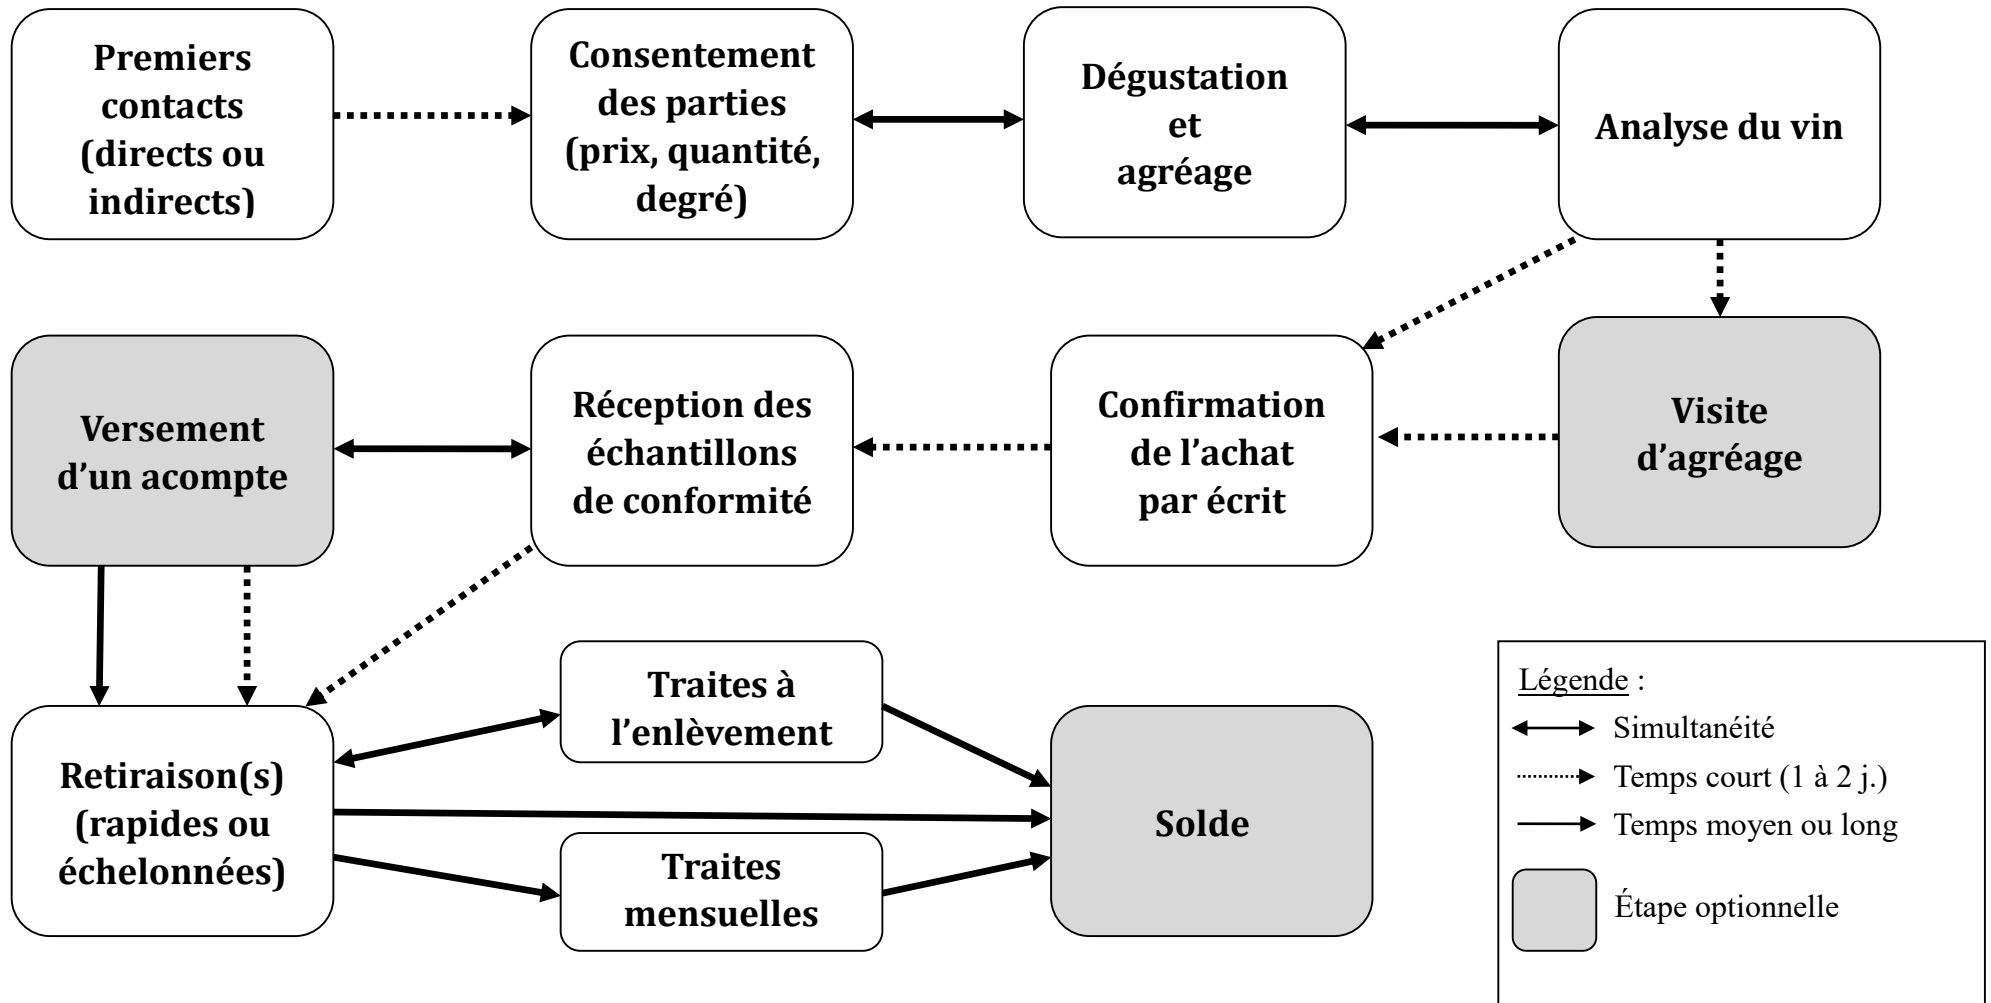 Premiers
contacts
(directs ou
indirects)
Consentement
des parties
(prix, quantité,
degré)
Dégustation
et
agréage
Analyse du vin
Versement
d’un acompte
Réception des
échantillons
de conformité
Confirmation
de l’achat
par écrit
Visite
d’agréage
Retiraison(s)
(rapides ou
échelonnées)
Traites à
l’enlèvement
Traites
mensuelles
Solde
Légende :
Simultanéité
Temps court (1 à 2 j.)
Temps moyen ou long
Étape optionnelle